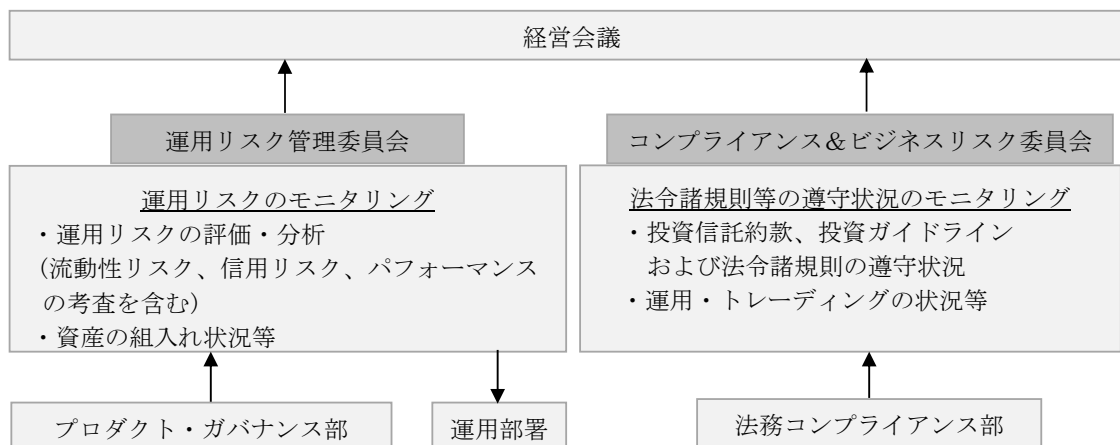 経営会議
運用リスク管理委員会
運用リスクのモニタリング
・運用リスクの評価・分析
(流動性リスク、信用リスク、パフォーマンス
の考査を含む)
・資産の組入れ状況等
プロダクト・ガバナンス部
運用部署
コンプライアンス&ビジネスリスク委員会
法令諸規則等の遵守状況のモニタリング
・投資信託約款、投資ガイドライン
および法令諸規則の遵守状況
・運用・トレーディングの状況等
法務コンプライアンス部